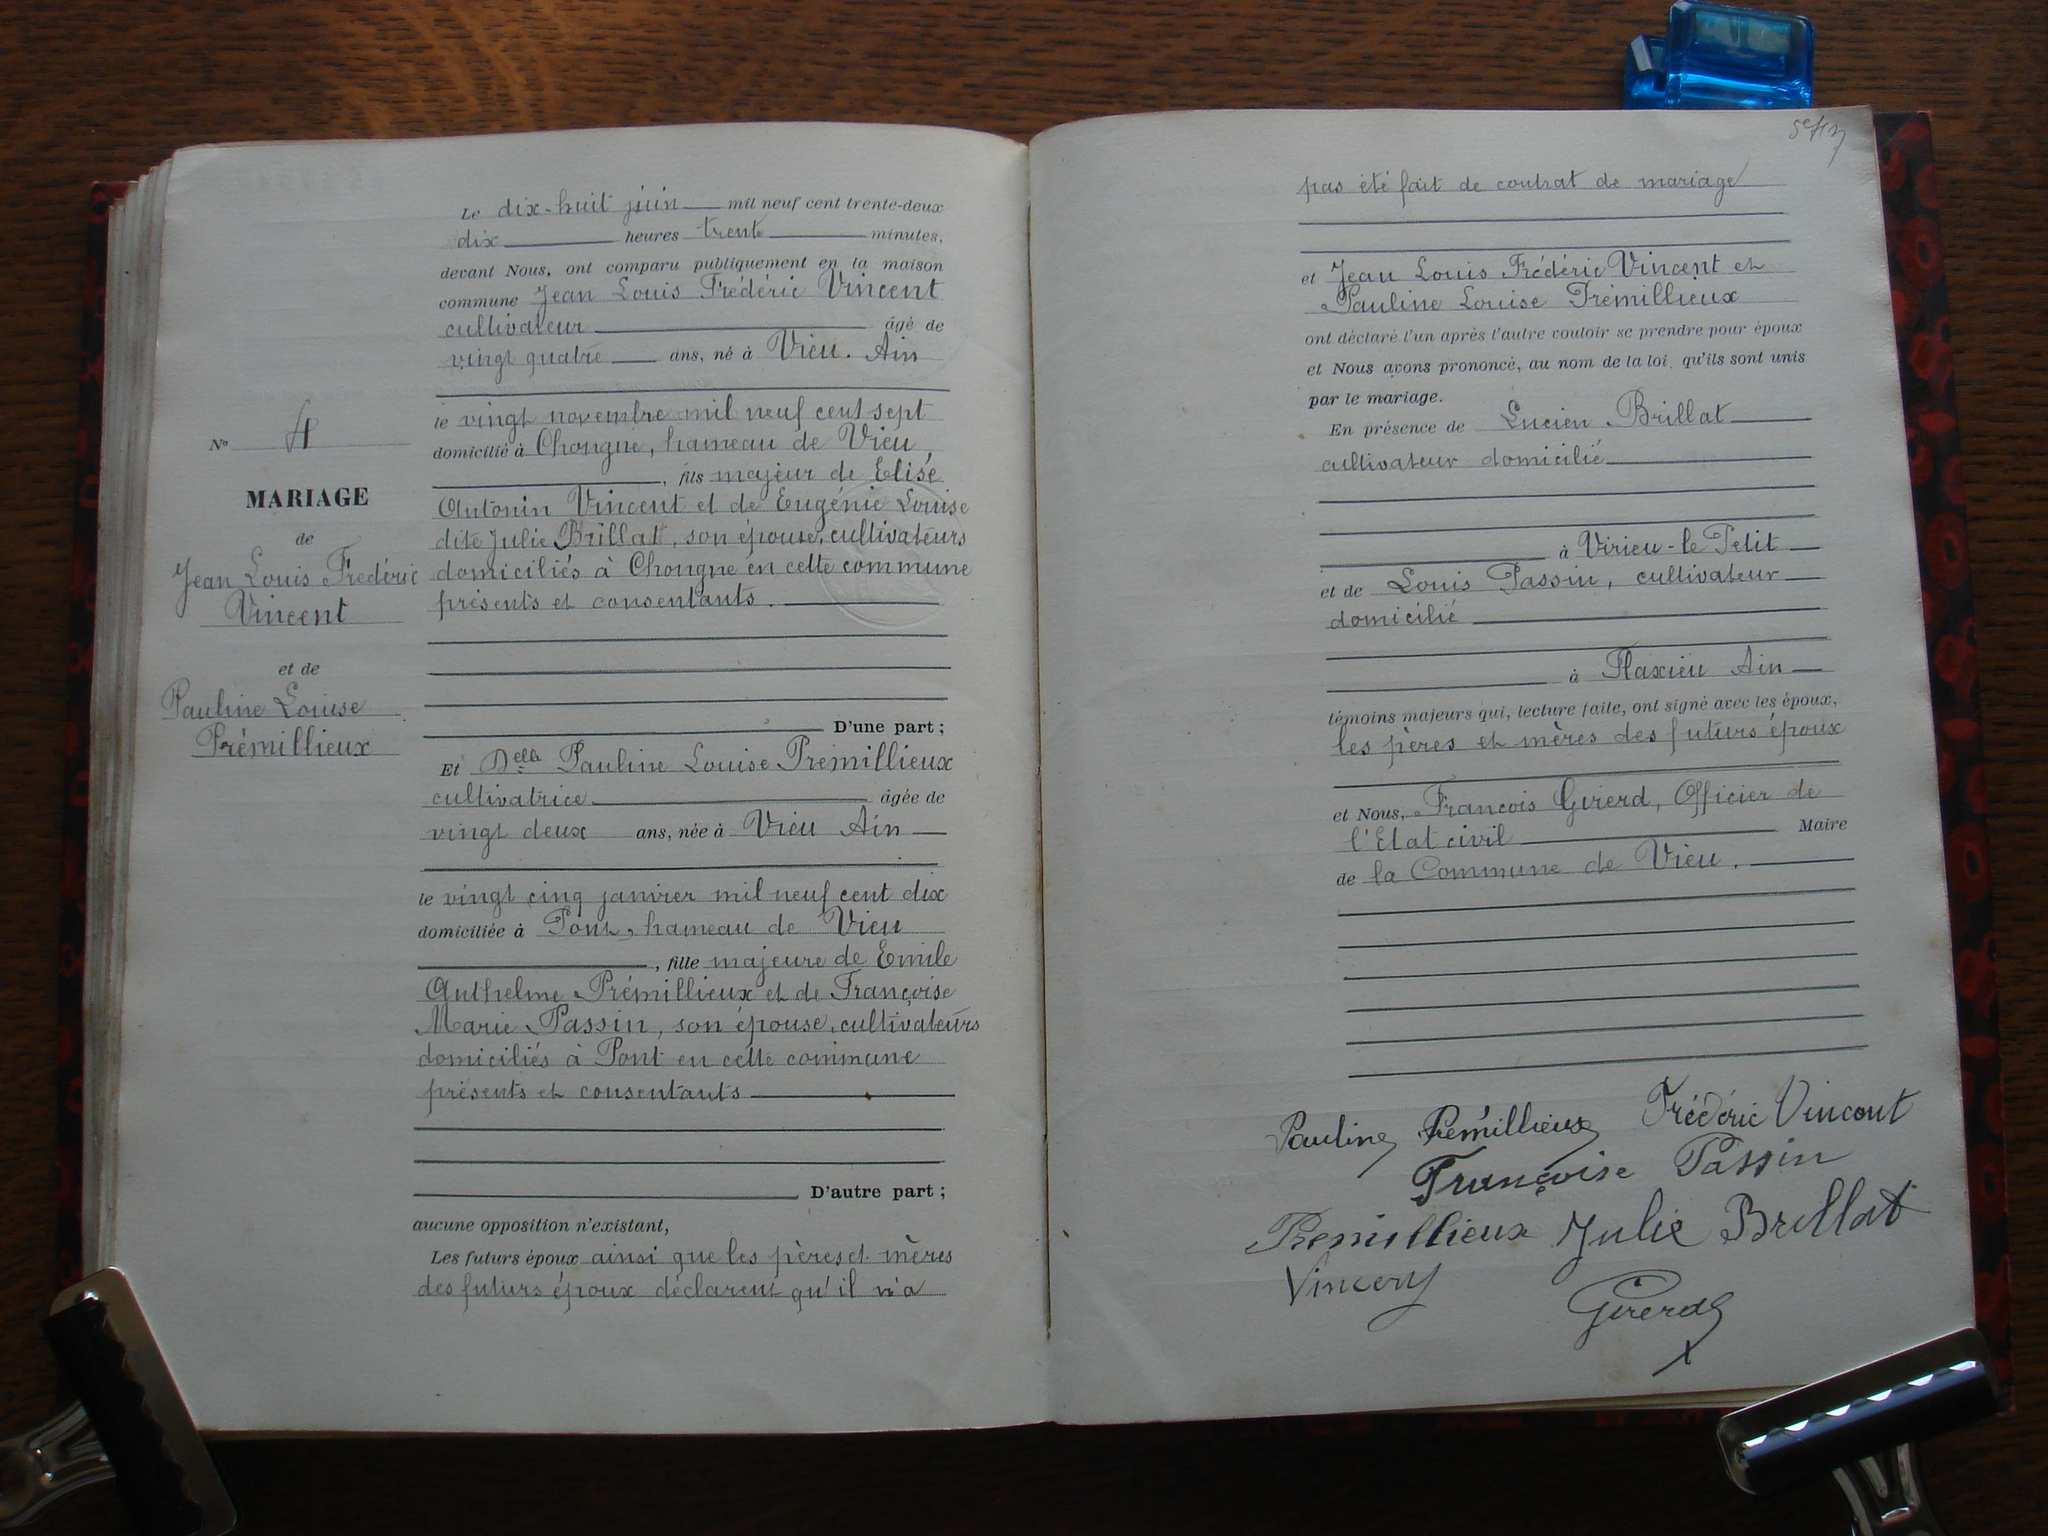 Le dix-huit juin mil neuf cent trente-deux
dix heures trente minutes,
devant Nous, ont comparu publiquement en la maison
commune Jean Louis Frédéric Vincent
cultivateur âgé de
vingt quatre ans, né à Vieu. Ain
le vingt novembre mil neuf cent sept
domicilié à Chongne, hameau de Vieu,
, fils majeur de Elisé
Antonin Vincent et de Eugénie Louise
dite Julie Brillat, son épouse, cultivateurs
domiciliés à Chongne en cette commune
présents et consentants.
D'une part ;
Nº 4
MARIAGE
de
Jean Louis Frédéric
Vincent
et de
Pauline Louise
Prémillieux
Et Delle Pauline Louise Prémillieux
cultivatrice âgée de
vingt deux ans, née à Vieu Ain
le vingt cinq janvier mil neuf cent dix
domiciliée à Pont, hameau de Vieu
, fille majeure de Emile
Anthelme Prémillieux et de Françoise
Marie Passin, son épouse, cultivateurs
domiciliés à Pont en cette commune
présents et consentants
D'autre part ;
aucune opposition n'existant,
Les futurs époux ainsi que les pères et mères
des futurs époux déclarent qu'il n'a
pas été fait de contrat de mariage
et Jean Louis Frédéric Vincent et
Pauline Louise Prémillieux
ont déclaré l'un après l'autre vouloir se prendre pour époux
et Nous avons prononcé, au nom de la loi, qu'ils sont unis
par le mariage.
En présence de Lucien Brillat
cultivateur domicilié
à Virieu-le Petit
et de Louis Passin, cultivateur
domicilié
à Flaxieu Ain
témoins majeurs qui, lecture faite, ont signé avec les époux,
les pères et mères des futurs époux
et Nous, François Girerd, Officier de
l'Etat civil Maire
de la Commune de Vieu.
Pauline Prémillieux Frédéric Vincent
Françoise Passin
Premillieux Julie Brillat
Vincent
Girerd